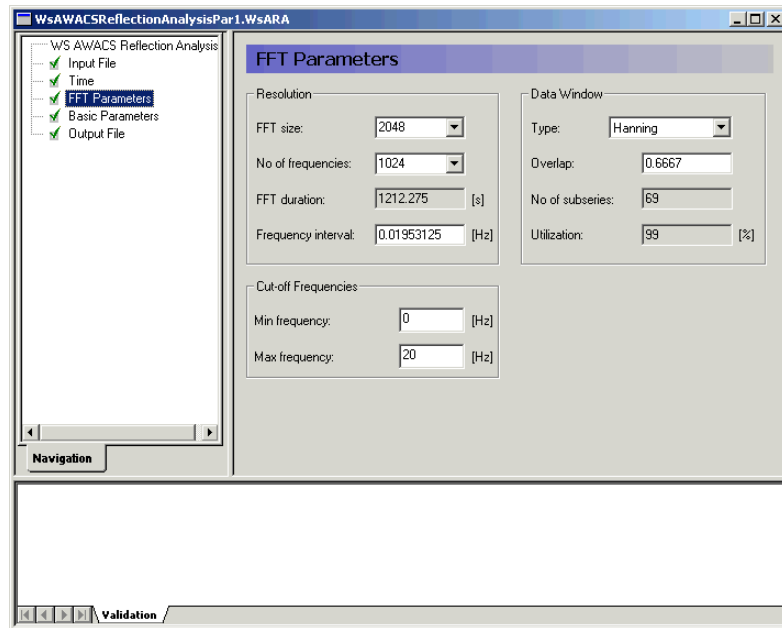 WsAWACSReflectionAnalysisPar1.WsARA
WS AWACS Reflection Analysis
Input File
Time
FFT Parameters
Basic Parameters
Output File
Navigation
FFT Parameters
Resolution
FFT size: 2048
No of frequencies: 1024
FFT duration: 1212.275 [s]
Frequency interval: 0.01953125 [Hz]
Data Window
Type: Hanning
Overlap: 0.6667
No of subseries: 69
Utilization: 99 [%]
Cut-off Frequencies
Min frequency: 0 [Hz]
Max frequency: 20 [Hz]
Validation